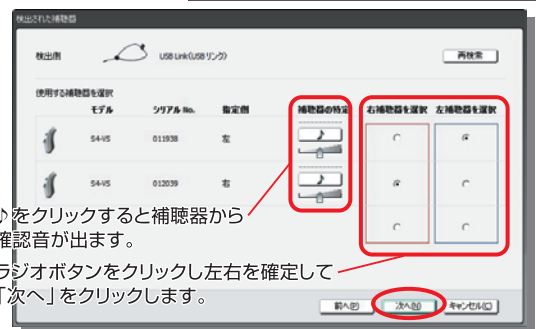 検出された補聴器
検出側 USB Link(USB リンク) 再検索
使用する補聴器を選択
モデル シリアル No. 指定側 補聴器の特定 右補聴器を選択 左補聴器を選択
S4-VS 011938 左 ♪
S4-VS 012039 右 ♪
♪をクリックすると補聴器から
確認音が出ます。
ラジオボタンをクリックし左右を確定して
「次へ」をクリックします。
前へ(P) 次へ(N) キャンセル(C)